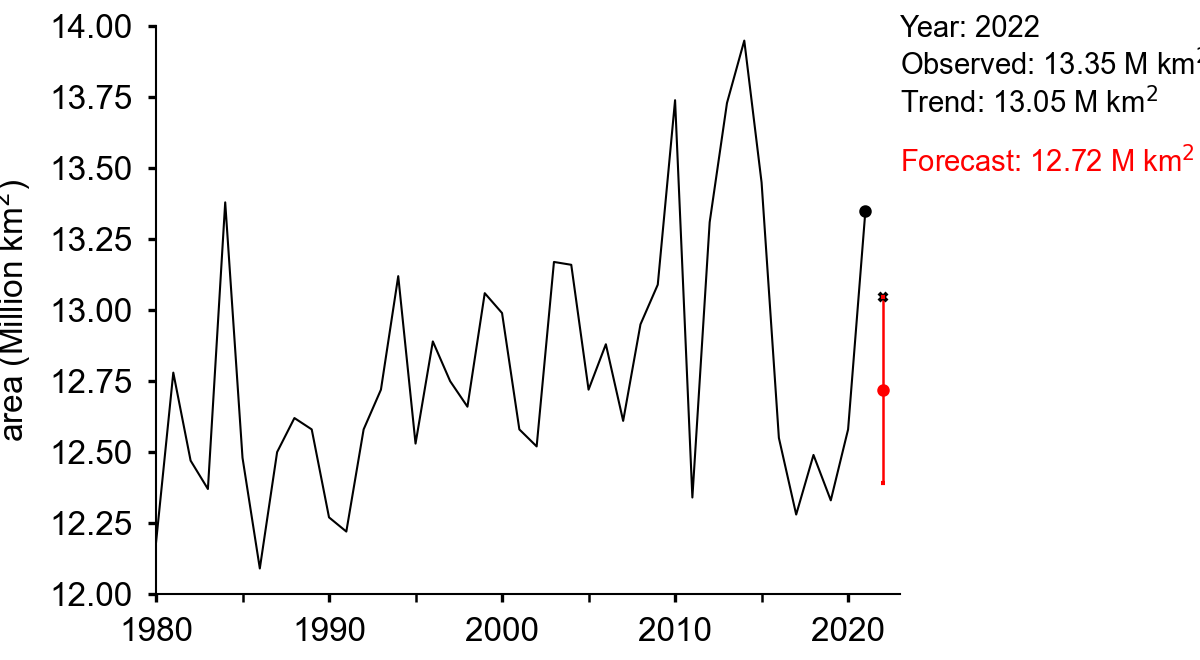 14.00
13.75
13.50
13.25
13.00
12.75
12.50
12.25
12.00
area (Million km²)
1980 1990 2000 2010 2020
Year: 2022
Observed: 13.35 M km²
Trend: 13.05 M km²
Forecast: 12.72 M km²